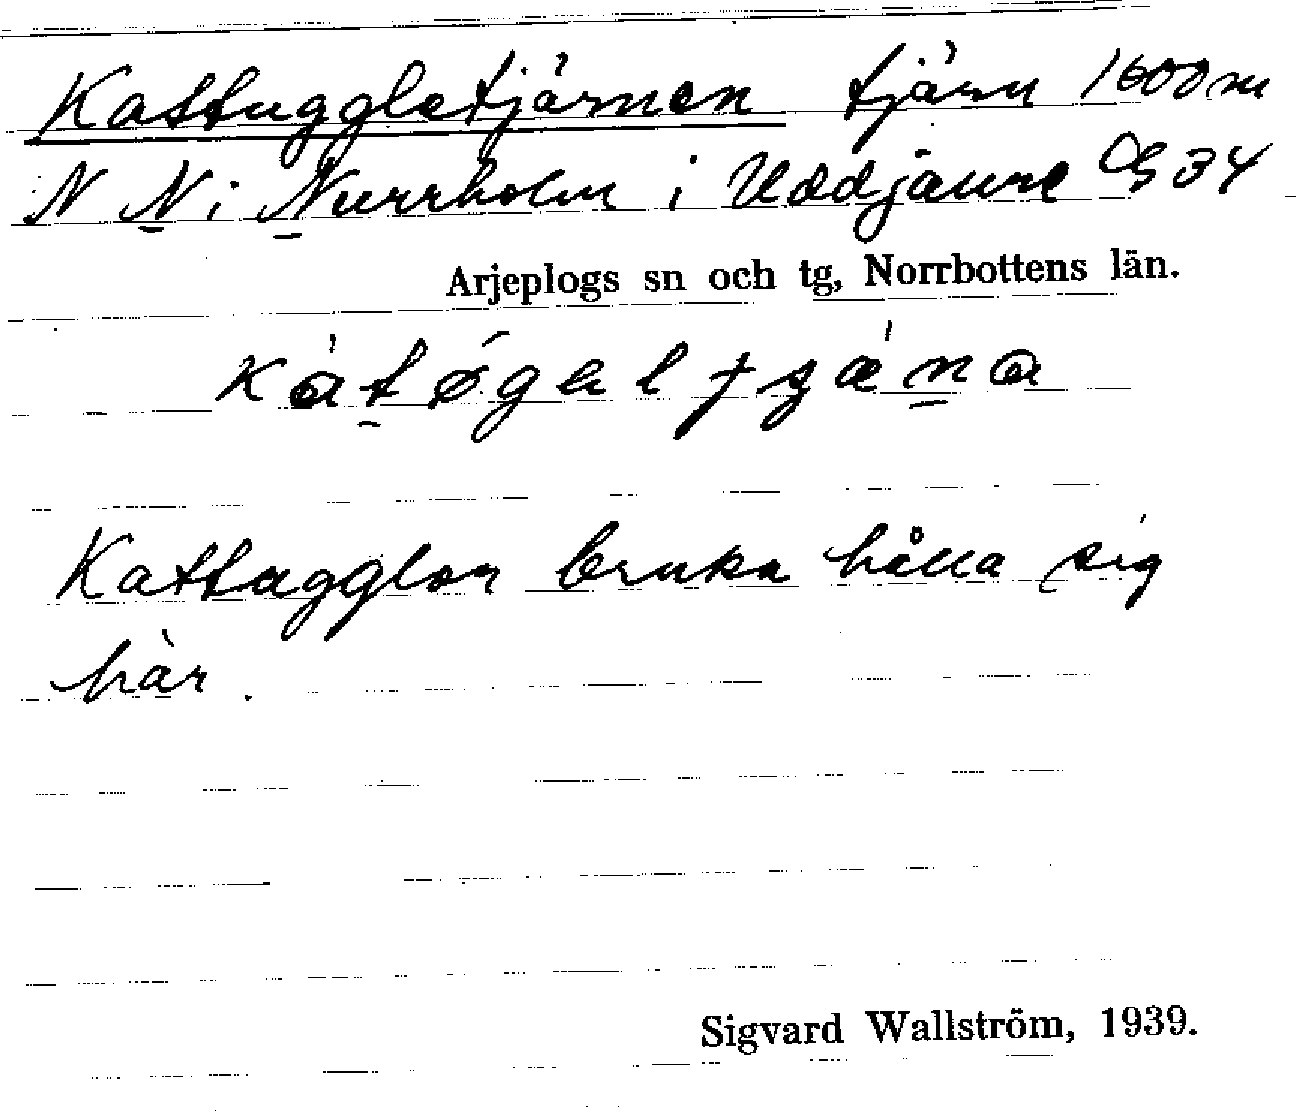 Kattuggletjärnen tjärn 1600 m
N N i Nurrholm i Uddjaure G 34
Arjeplogs sn och tg, Norrbottens län.
Kattugglor bruka hålla sig
här.
Sigvard Wallström, 1939.